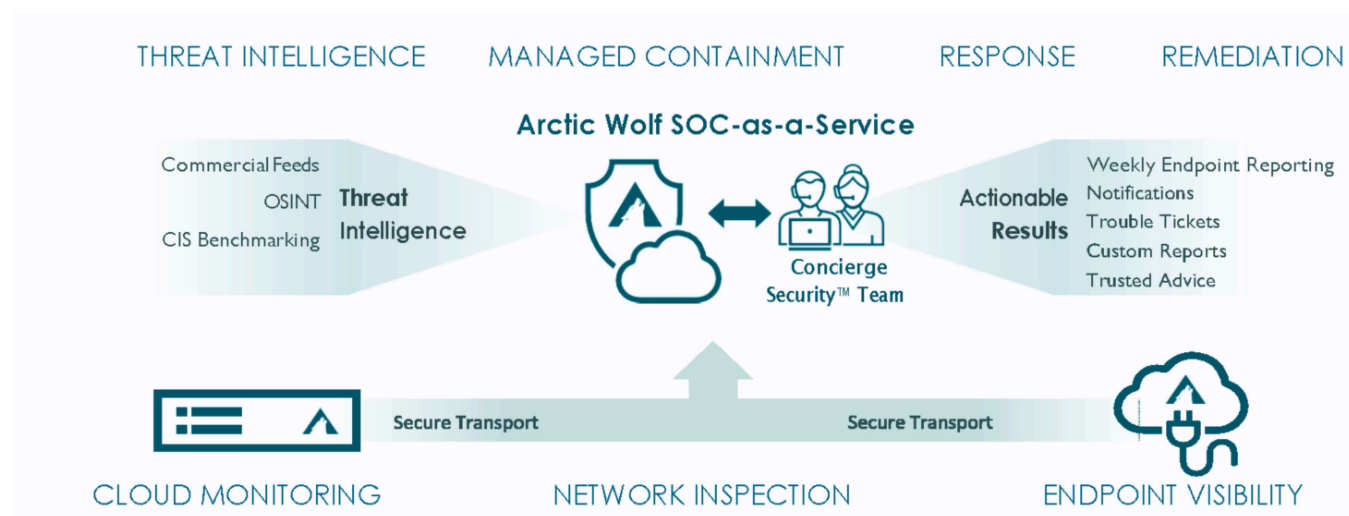 THREAT INTELLIGENCE MANAGED CONTAINMENT RESPONSE REMEDIATION
Arctic Wolf SOC-as-a-Service
Commercial Feeds
OSINT
CIS Benchmarking
Threat
Intelligence
Concierge
Security™ Team
Actionable
Results
Weekly Endpoint Reporting
Notifications
Trouble Tickets
Custom Reports
Trusted Advice
Secure Transport
Secure Transport
CLOUD MONITORING NETWORK INSPECTION ENDPOINT VISIBILITY